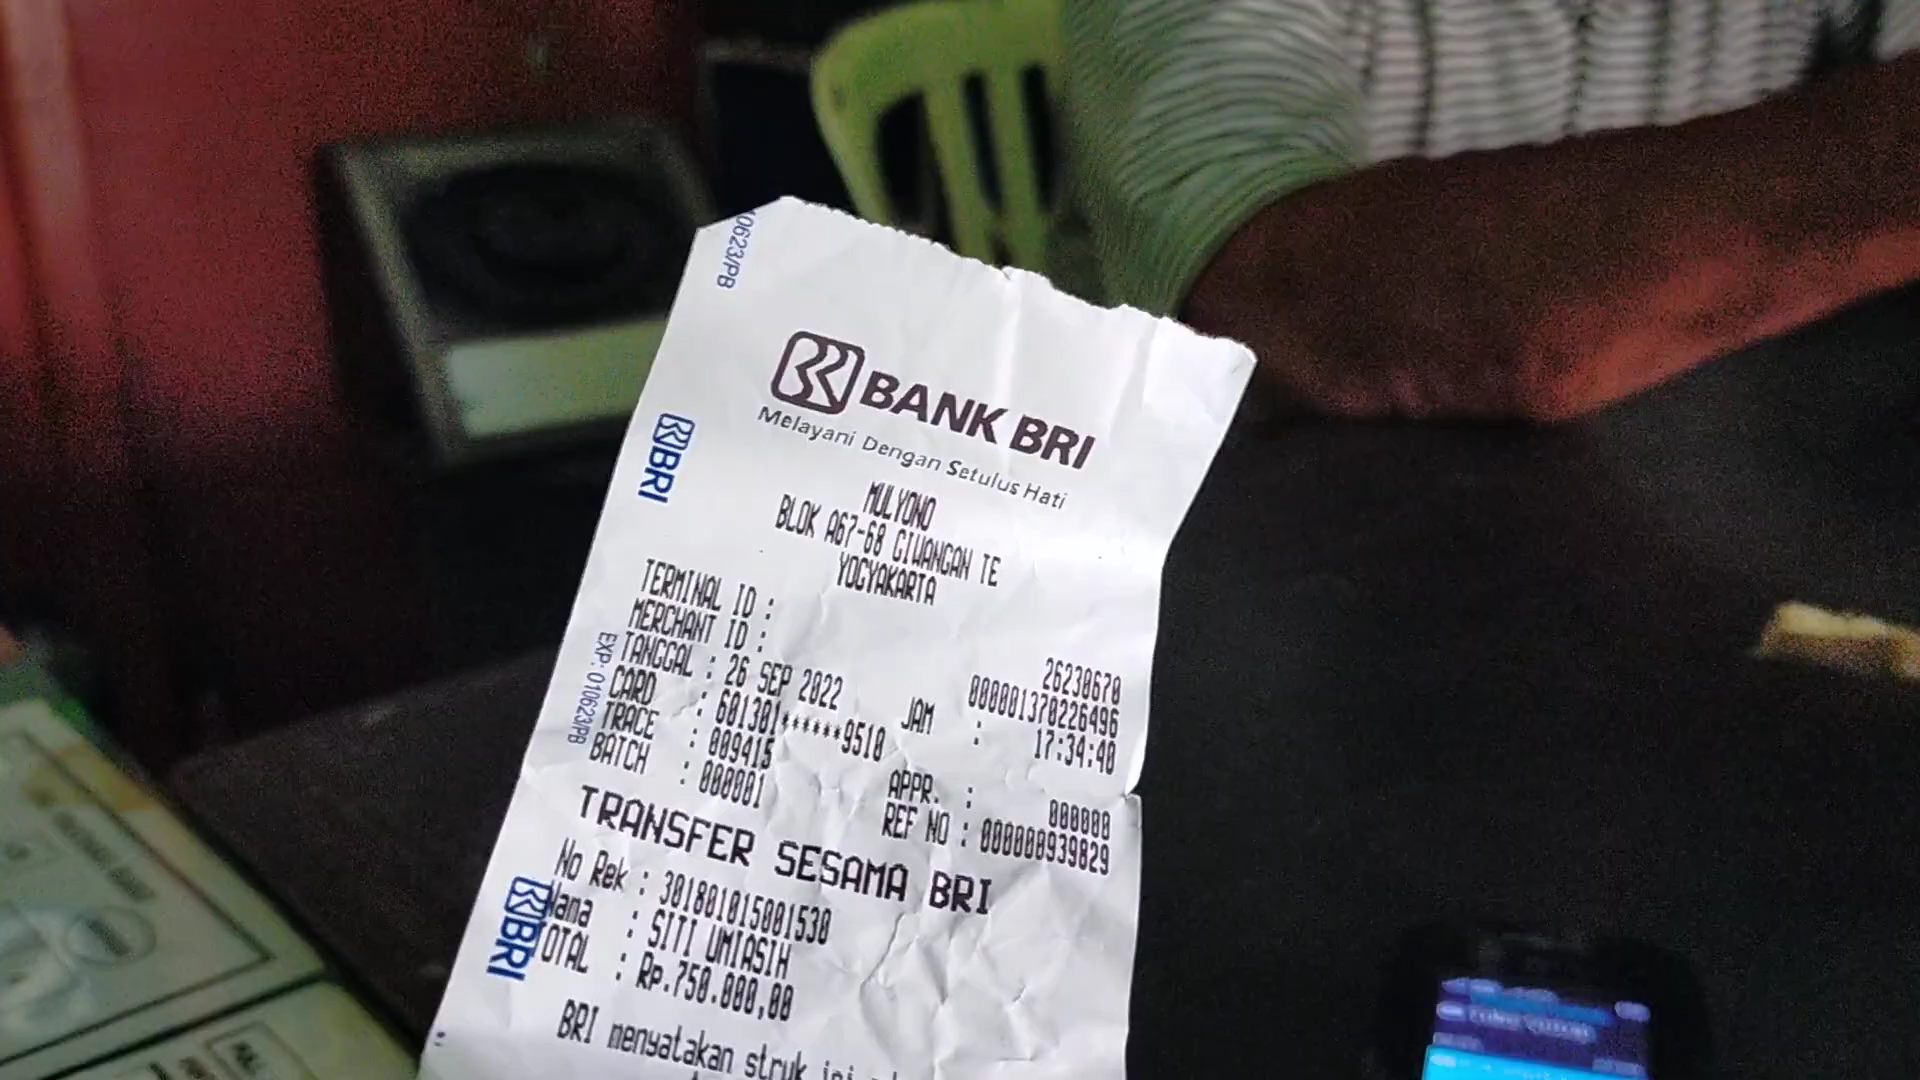 10623/PB
BANK BRI
Melayani Dengan Setulus Hati
BRI
MULYONO
BLOK A67-68 GIWANGAN TE
YOGYAKARTA
TERMINAL ID : 26230670
MERCHANT ID : 000001370226496
TANGGAL : 26 SEP 2022 JAM : 17:34:40
CARD : 601301******9510
TRACE : 009415 APPR. : 000000
BATCH : 000001 REF NO : 000000939829
EXP: 010623/PB
TRANSFER SESAMA BRI
No Rek : 301801015001530
Nama : SITI UMIASIH
TOTAL : Rp.750.000,00
BRI
BRI menyatakan struk ini